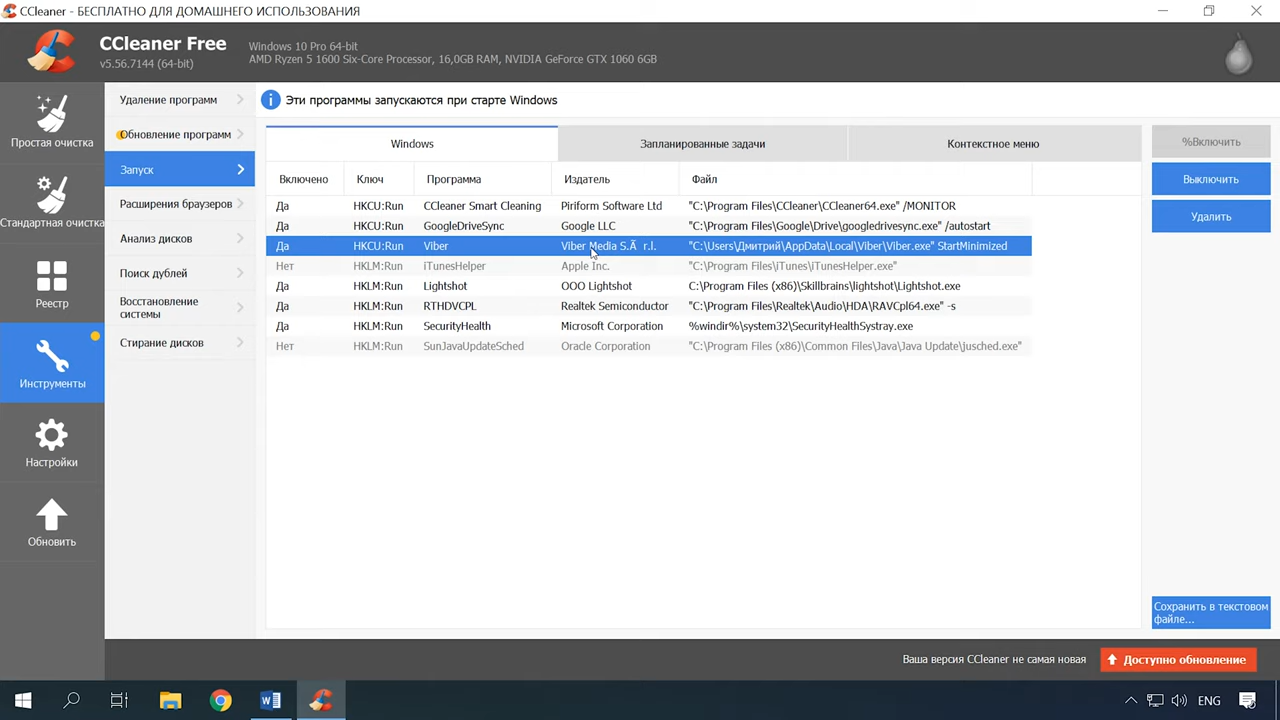 CCleaner - БЕСПЛАТНО ДЛЯ ДОМАШНЕГО ИСПОЛЬЗОВАНИЯ
CCleaner Free
v5.56.7144 (64-bit)
Windows 10 Pro 64-bit
AMD Ryzen 5 1600 Six-Core Processor, 16,0GB RAM, NVIDIA GeForce GTX 1060 6GB
Простая очистка
Стандартная очистка
Реестр
Инструменты
Настройки
Обновить
Удаление программ
Обновление программ
Запуск
Расширения браузеров
Анализ дисков
Поиск дублей
Восстановление
системы
Стирание дисков
Эти программы запускаются при старте Windows
Windows Запланированные задачи Контекстное меню
Включено Ключ Программа Издатель Файл
Да HKCU:Run CCleaner Smart Cleaning Piriform Software Ltd "C:\Program Files\CCleaner\CCleaner64.exe" /MONITOR
Да HKCU:Run GoogleDriveSync Google LLC "C:\Program Files\Google\Drive\googledrivesync.exe" /autostart
Да HKCU:Run Viber Viber Media S.Ã r.l. "C:\Users\Дмитрий\AppData\Local\Viber\Viber.exe" StartMinimized
Нет HKLM:Run iTunesHelper Apple Inc. "C:\Program Files\iTunes\iTunesHelper.exe"
Да HKLM:Run Lightshot OOO Lightshot C:\Program Files (x86)\Skillbrains\lightshot\Lightshot.exe
Да HKLM:Run RTHDVCPL Realtek Semiconductor "C:\Program Files\Realtek\Audio\HDA\RAVCpl64.exe" -s
Да HKLM:Run SecurityHealth Microsoft Corporation %windir%\system32\SecurityHealthSystray.exe
Нет HKLM:Run SunJavaUpdateSched Oracle Corporation "C:\Program Files (x86)\Common Files\Java\Java Update\jusched.exe"
%Включить
Выключить
Удалить
Сохранить в текстовом
файле...
Ваша версия CCleaner не самая новая
Доступно обновление
ENG